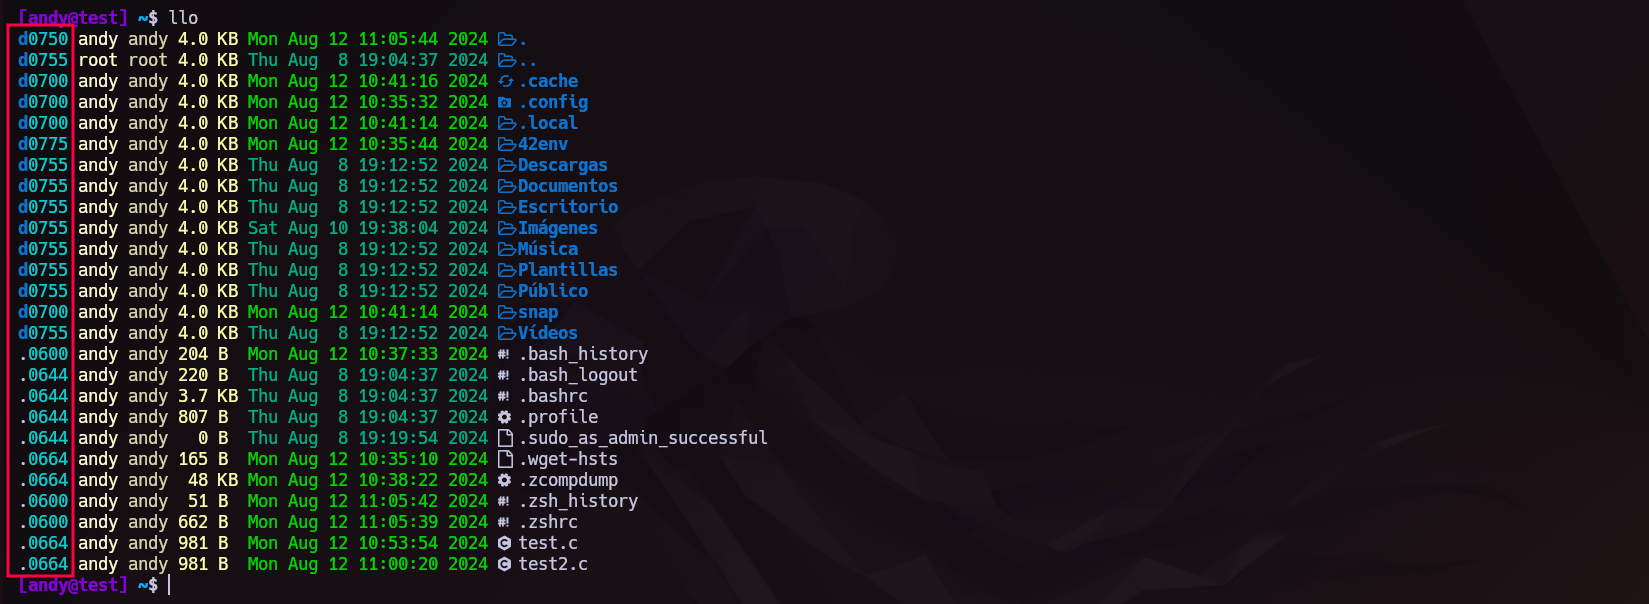 [andy@test] ~$ llo
d0750 andy andy 4.0 KB Mon Aug 12 11:05:44 2024 .
d0755 root root 4.0 KB Thu Aug  8 19:04:37 2024 ..
d0700 andy andy 4.0 KB Mon Aug 12 10:41:16 2024 .cache
d0700 andy andy 4.0 KB Mon Aug 12 10:35:32 2024 .config
d0700 andy andy 4.0 KB Mon Aug 12 10:41:14 2024 .local
d0775 andy andy 4.0 KB Mon Aug 12 10:35:44 2024 42env
d0755 andy andy 4.0 KB Thu Aug  8 19:12:52 2024 Descargas
d0755 andy andy 4.0 KB Thu Aug  8 19:12:52 2024 Documentos
d0755 andy andy 4.0 KB Thu Aug  8 19:12:52 2024 Escritorio
d0755 andy andy 4.0 KB Sat Aug 10 19:38:04 2024 Imágenes
d0755 andy andy 4.0 KB Thu Aug  8 19:12:52 2024 Música
d0755 andy andy 4.0 KB Thu Aug  8 19:12:52 2024 Plantillas
d0755 andy andy 4.0 KB Thu Aug  8 19:12:52 2024 Público
d0700 andy andy 4.0 KB Mon Aug 12 10:41:14 2024 snap
d0755 andy andy 4.0 KB Thu Aug  8 19:12:52 2024 Vídeos
.0600 andy andy 204 B  Mon Aug 12 10:37:33 2024 #! .bash_history
.0644 andy andy 220 B  Thu Aug  8 19:04:37 2024 #! .bash_logout
.0644 andy andy 3.7 KB Thu Aug  8 19:04:37 2024 #! .bashrc
.0644 andy andy 807 B  Thu Aug  8 19:04:37 2024 .profile
.0644 andy andy   0 B  Thu Aug  8 19:19:54 2024 .sudo_as_admin_successful
.0664 andy andy 165 B  Mon Aug 12 10:35:10 2024 .wget-hsts
.0664 andy andy  48 KB Mon Aug 12 10:38:22 2024 .zcompdump
.0600 andy andy  51 B  Mon Aug 12 11:05:42 2024 #! .zsh_history
.0600 andy andy 662 B  Mon Aug 12 11:05:39 2024 #! .zshrc
.0664 andy andy 981 B  Mon Aug 12 10:53:54 2024 test.c
.0664 andy andy 981 B  Mon Aug 12 11:00:20 2024 test2.c
[andy@test] ~$